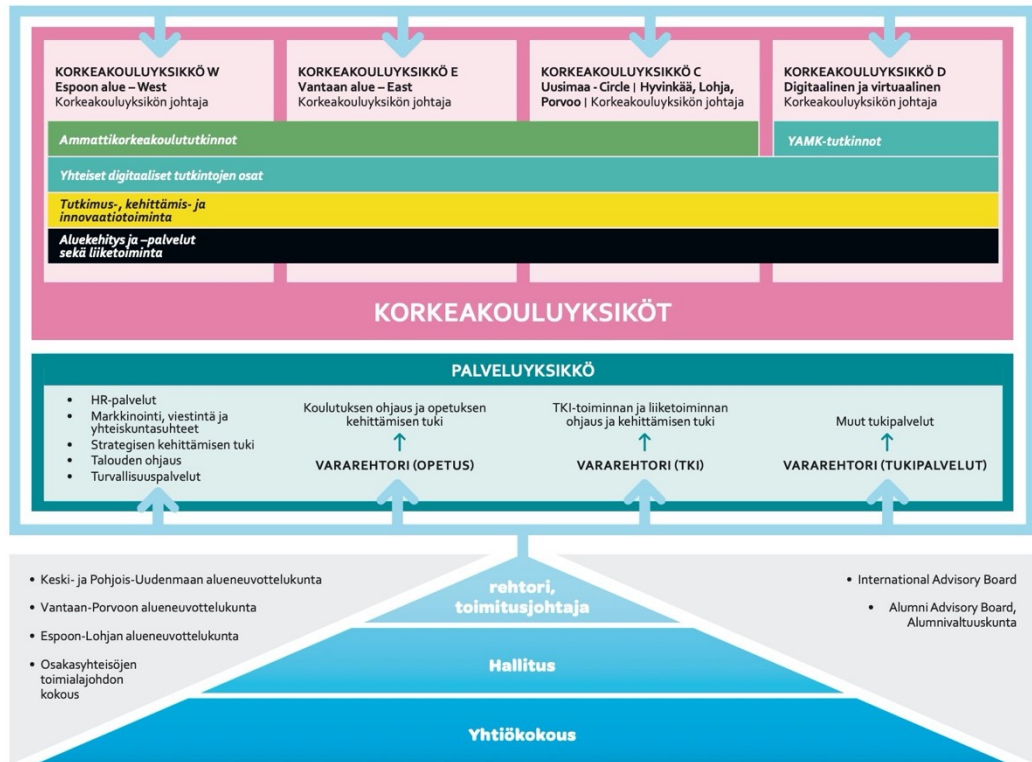 KORKEAKOULUYKSIKKÖ W
Espoon alue – West
Korkeakouluyksikön johtaja
KORKEAKOULUYKSIKKÖ E
Vantaan alue – East
Korkeakouluyksikön johtaja
KORKEAKOULUYKSIKKÖ C
Uusimaa - Circle | Hyvinkää, Lohja,
Porvoo | Korkeakouluyksikön johtaja
KORKEAKOULUYKSIKKÖ D
Digitaalinen ja virtuaalinen
Korkeakouluyksikön johtaja
Ammattikorkeakoulututkinnot
YAMK-tutkinnot
Yhteiset digitaaliset tutkintojen osat
Tutkimus-, kehittämis- ja
innovaatiotoiminta
Aluekehitys ja –palvelut
sekä liiketoiminta
KORKEAKOULUYKSIKÖT
PALVELUYKSIKKÖ
• HR-palvelut
• Markkinointi, viestintä ja
yhteiskuntasuhteet
• Strategisen kehittämisen tuki
• Talouden ohjaus
• Turvallisuuspalvelut
Koulutuksen ohjaus ja opetuksen
kehittämisen tuki
VARAREHTORI (OPETUS)
TKI-toiminnan ja liiketoiminnan
ohjaus ja kehittämisen tuki
VARAREHTORI (TKI)
Muut tukipalvelut
VARAREHTORI (TUKIPALVELUT)
• Keski- ja Pohjois-Uudenmaan alueneuvottelukunta
• Vantaan-Porvoon alueneuvottelukunta
• Espoon-Lohjan alueneuvottelukunta
• Osakasyhteisöjen
toimialajohdon
kokous
rehtori,
toimitusjohtaja
Hallitus
Yhtiökokous
• International Advisory Board
• Alumni Advisory Board,
Alumnivaltuuskunta